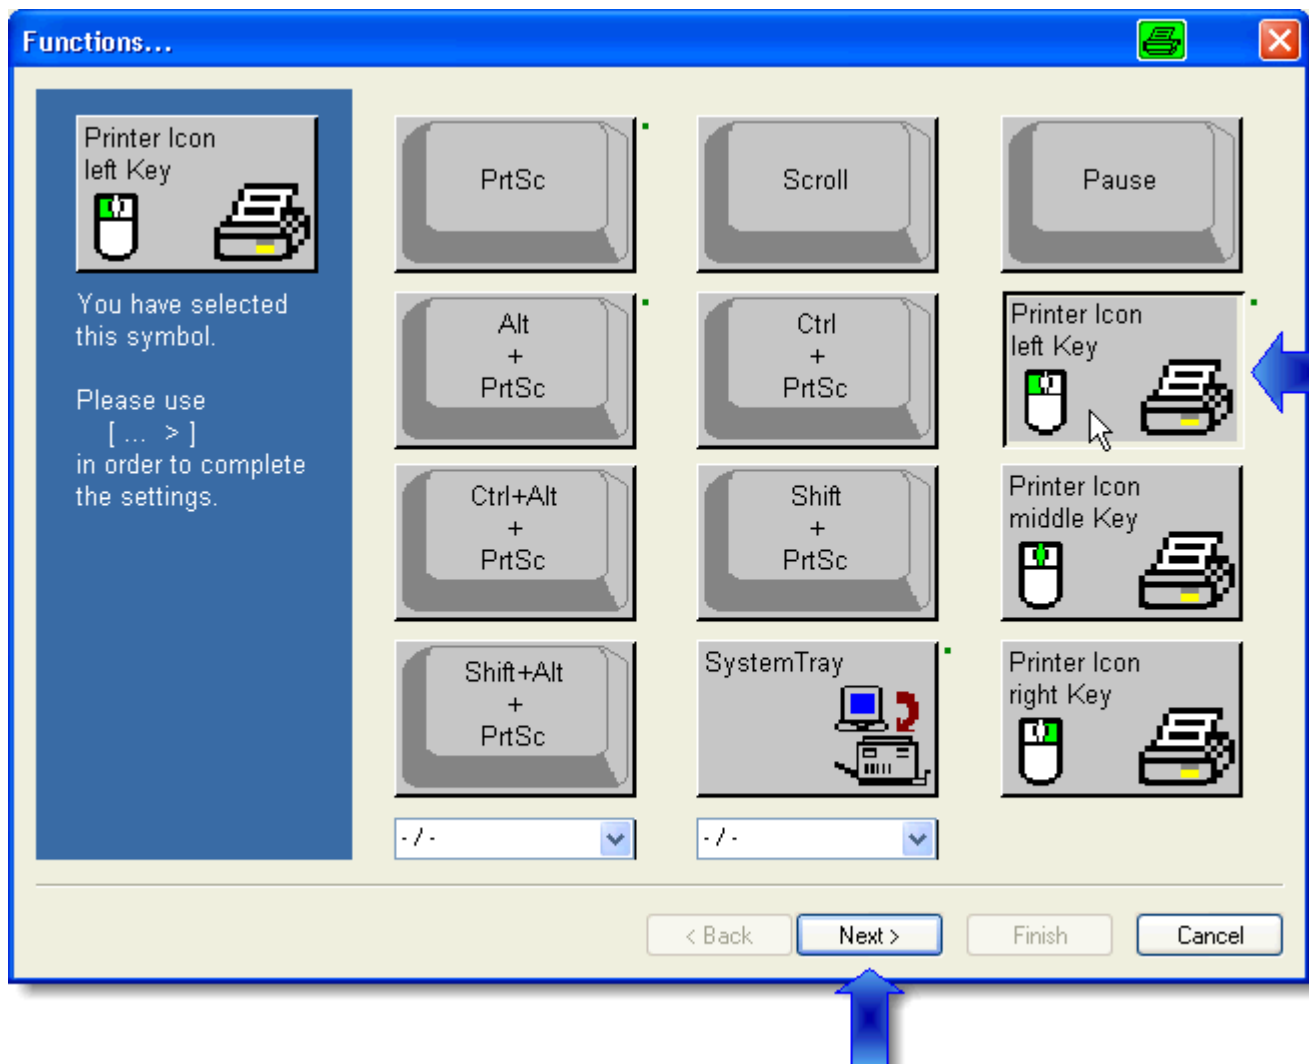 Functions...
Printer Icon
left Key
You have selected
this symbol.
Please use
[ ... > ]
in order to complete
the settings.
PrtSc
Scroll
Pause
Alt
+
PrtSc
Ctrl
+
PrtSc
Printer Icon
left Key
Ctrl+Alt
+
PrtSc
Shift
+
PrtSc
Printer Icon
middle Key
Shift+Alt
+
PrtSc
SystemTray
Printer Icon
right Key
- / -
- / -
< Back
Next >
Finish
Cancel